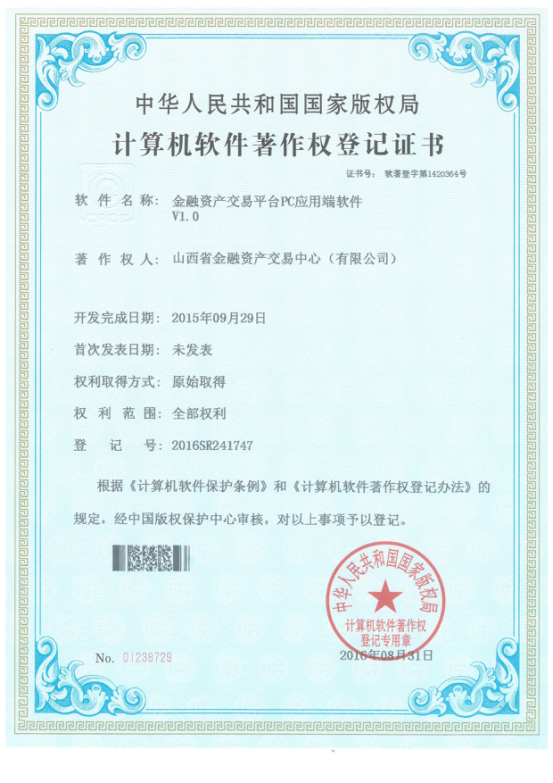 中华人民共和国国家版权局
计算机软件著作权登记证书
证书号： 软著登字第1420364号
软 件 名 称： 金融资产交易平台PC应用端软件
V1.0
著 作 权 人： 山西省金融资产交易中心（有限公司）
开发完成日期： 2015年09月29日
首次发表日期： 未发表
权利取得方式： 原始取得
权 利 范 围： 全部权利
登 记 号： 2016SR241747
根据《计算机软件保护条例》和《计算机软件著作权登记办法》的
规定，经中国版权保护中心审核，对以上事项予以登记。
中华人民共和国国家版权局
计算机软件著作权
登记专用章
No. 01238729
2016年08月31日